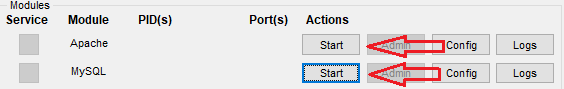 Modules
Service Module PID(s) Port(s) Actions
Apache Start Admin Config Logs
MySQL Start Admin Config Logs